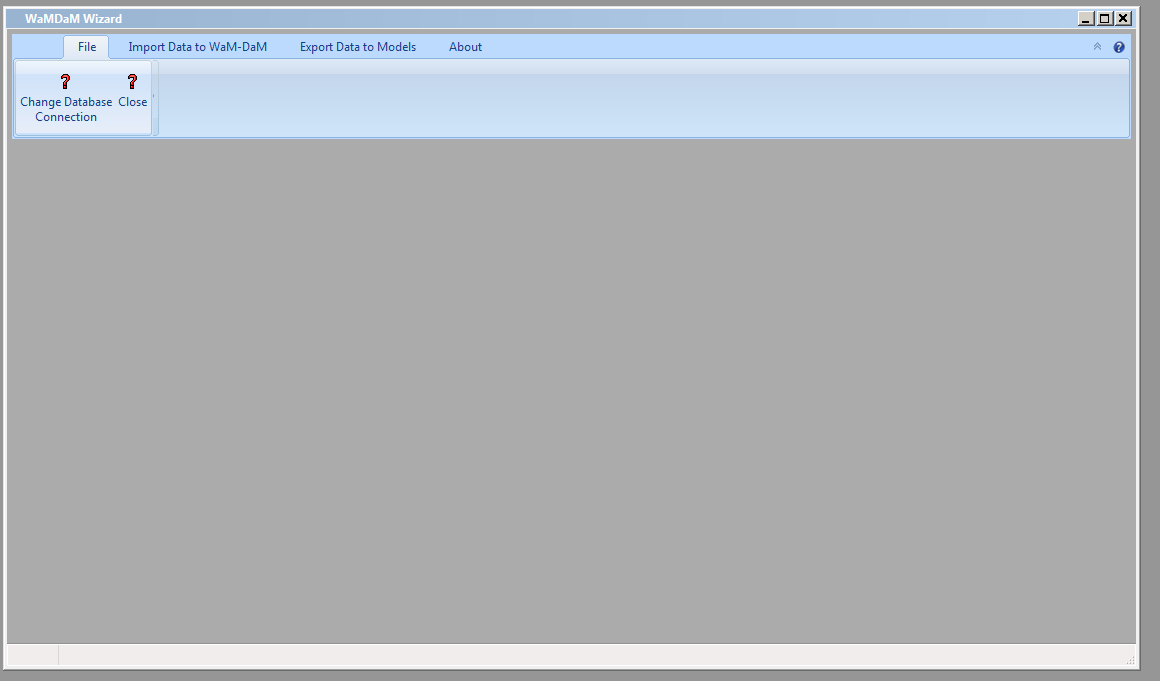 WaMDaM Wizard
File Import Data to WaM-DaM Export Data to Models About
Change Database Close
Connection